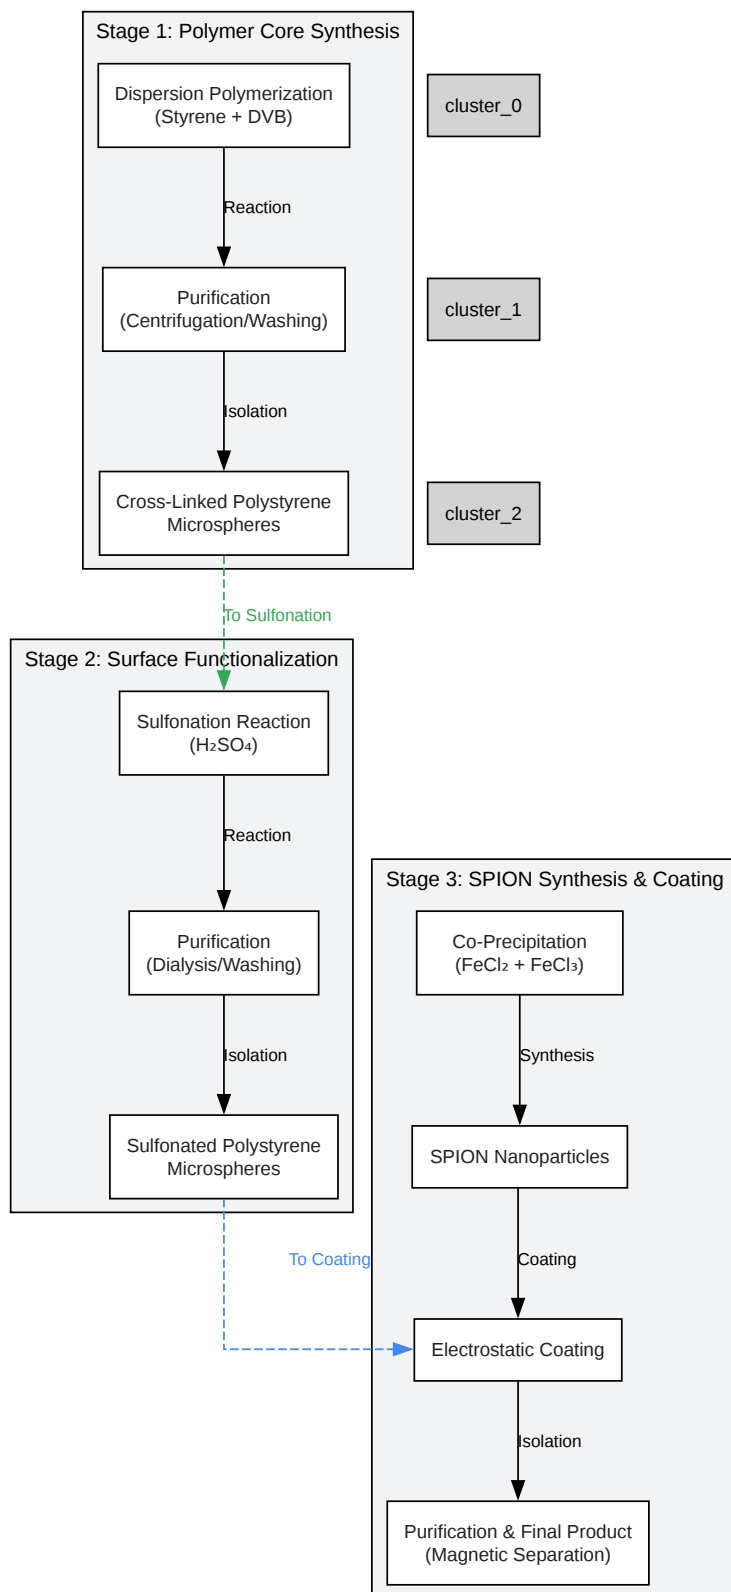 Stage 1: Polymer Core Synthesis
Dispersion Polymerization
(Styrene + DVB)
cluster_0
Reaction
Purification
(Centrifugation/Washing)
cluster_1
Isolation
Cross-Linked Polystyrene
Microspheres
cluster_2
To Sulfonation
Stage 2: Surface Functionalization
Sulfonation Reaction
(H₂SO₄)
Reaction
Purification
(Dialysis/Washing)
Isolation
Sulfonated Polystyrene
Microspheres
To Coating
Stage 3: SPION Synthesis & Coating
Co-Precipitation
(FeCl₂ + FeCl₃)
Synthesis
SPION Nanoparticles
Coating
Electrostatic Coating
Isolation
Purification & Final Product
(Magnetic Separation)